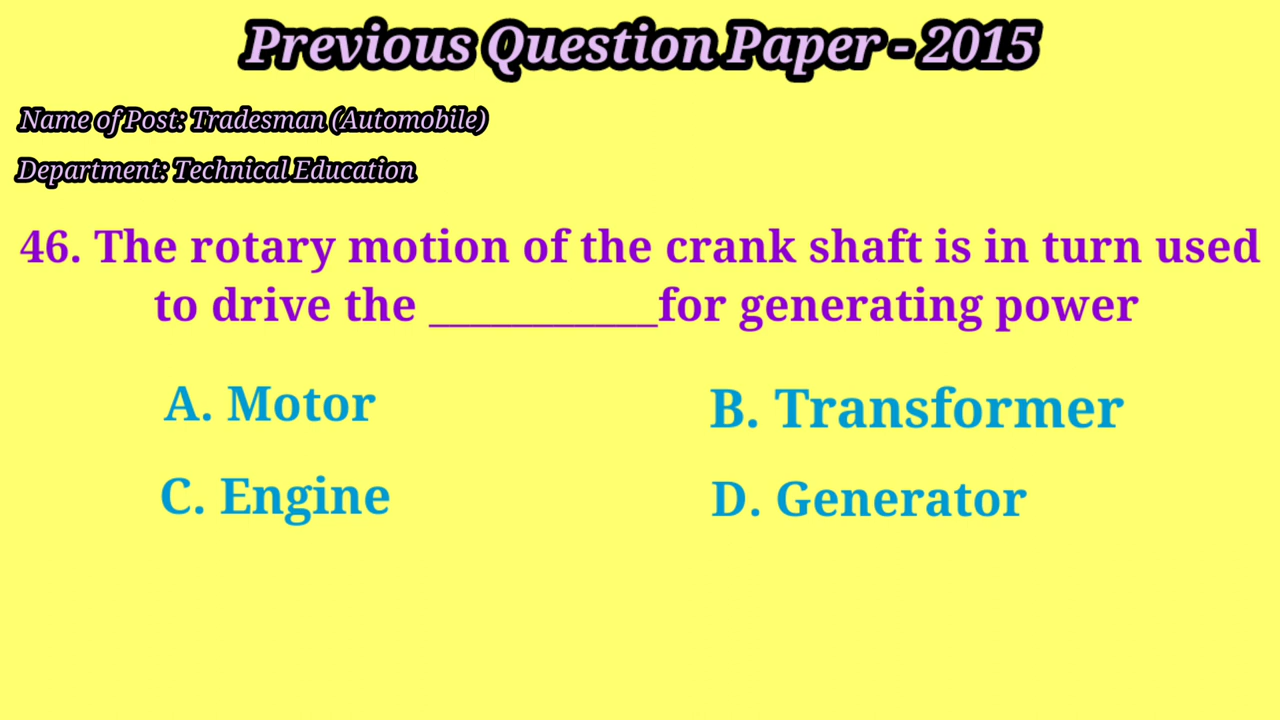 Previous Question Paper - 2015
Name of Post: Tradesman (Automobile)
Department: Technical Education
46. The rotary motion of the crank shaft is in turn used
to drive the ___________for generating power
A. Motor
B. Transformer
C. Engine
D. Generator